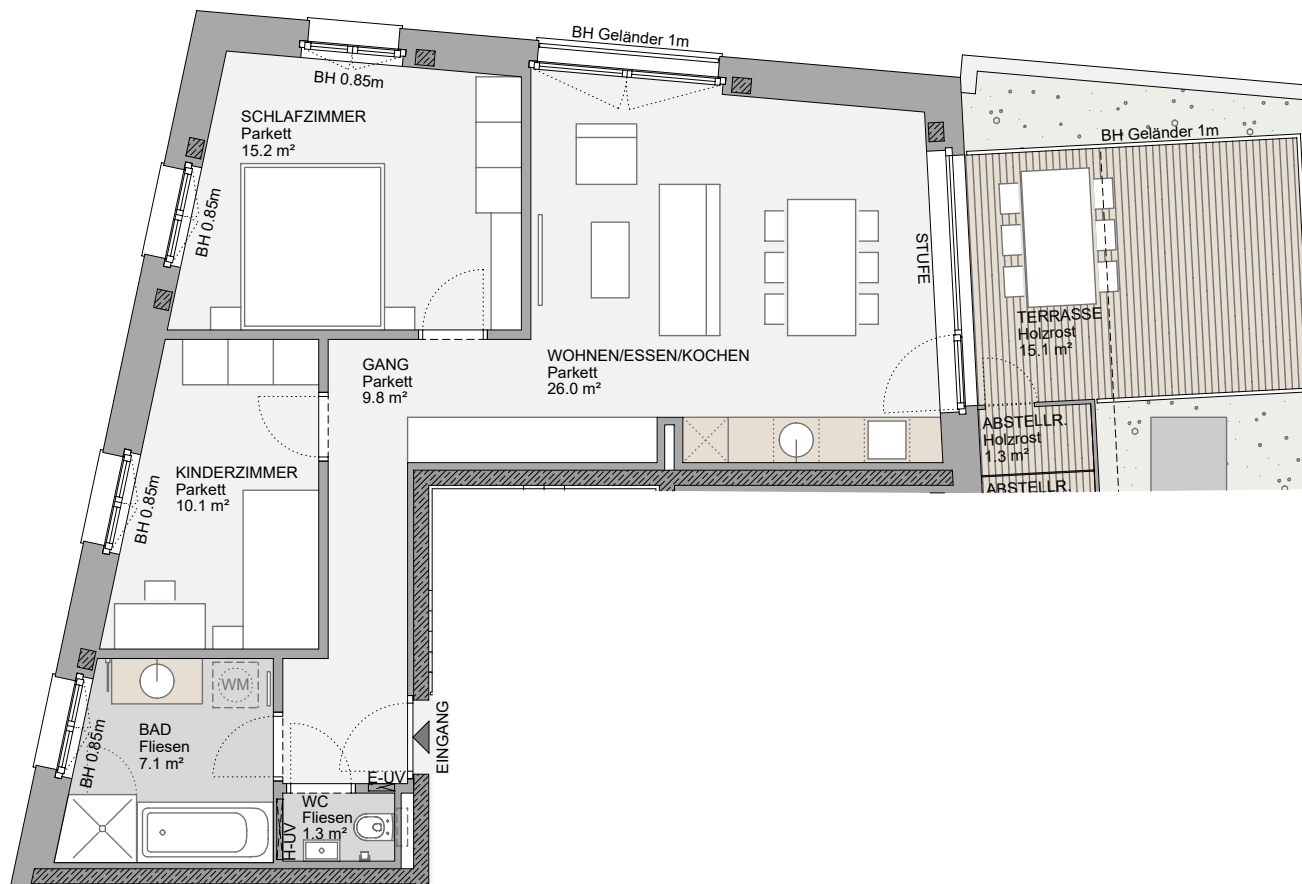 BH Geländer 1m
BH 0.85m
SCHLAFZIMMER
Parkett
15.2 m²
BH Geländer 1m
BH 0.85m
STUFE
TERRASSE
Holzrost
15.1 m²
GANG
Parkett
9.8 m²
WOHNEN/ESSEN/KOCHEN
Parkett
26.0 m²
ABSTELLR.
Holzrost
1.3 m²
ABSTELLR.
KINDERZIMMER
Parkett
10.1 m²
BH 0.85m
WM
BAD
Fliesen
7.1 m²
BH 0.85m
EINGANG
E-UV
WC
Fliesen
1.3 m²
H-UV